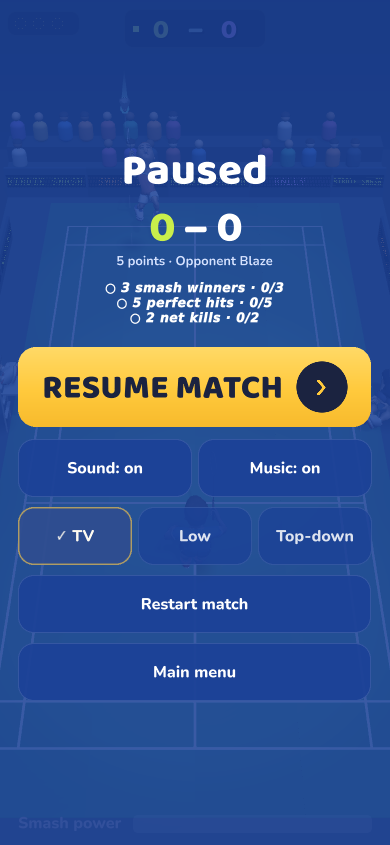 0 – 0
Paused
0 – 0
5 points · Opponent Blaze
○ 3 smash winners · 0/3
○ 5 perfect hits · 0/5
○ 2 net kills · 0/2
RESUME MATCH ›
Sound: on
Music: on
✓ TV
Low
Top-down
Restart match
Main menu
Smash power